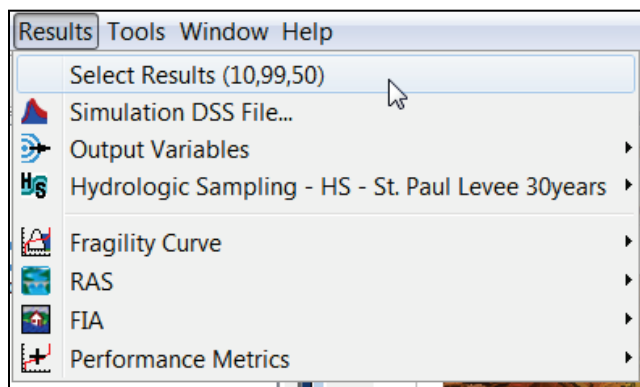 Results Tools Window Help
Select Results (10,99,50)
Simulation DSS File...
Output Variables
Hydrologic Sampling - HS - St. Paul Levee 30years
Fragility Curve
RAS
FIA
Performance Metrics